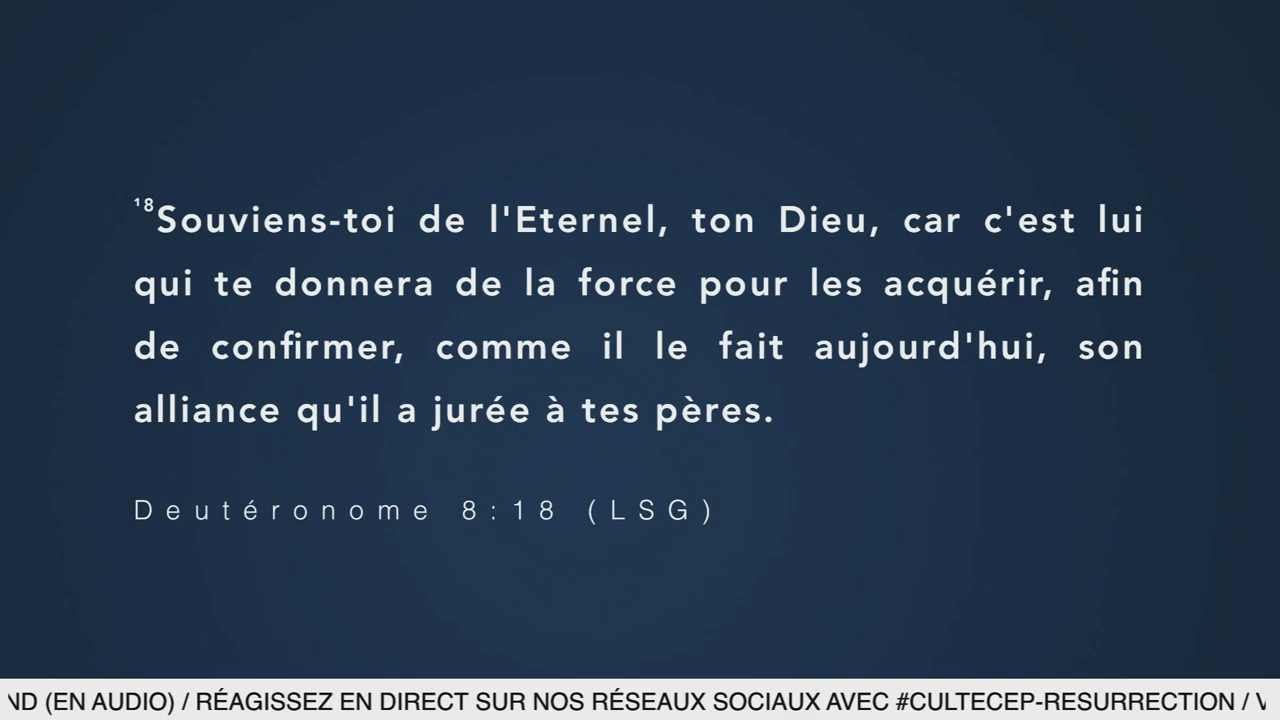 ¹⁸Souviens-toi de l'Eternel, ton Dieu, car c'est lui
qui te donnera de la force pour les acquérir, afin
de confirmer, comme il le fait aujourd'hui, son
alliance qu'il a jurée à tes pères.
Deutéronome 8:18 (LSG)
(EN AUDIO) / RÉAGISSEZ EN DIRECT SUR NOS RÉSEAUX SOCIAUX AVEC #CULTECEP-RESURRECTION /